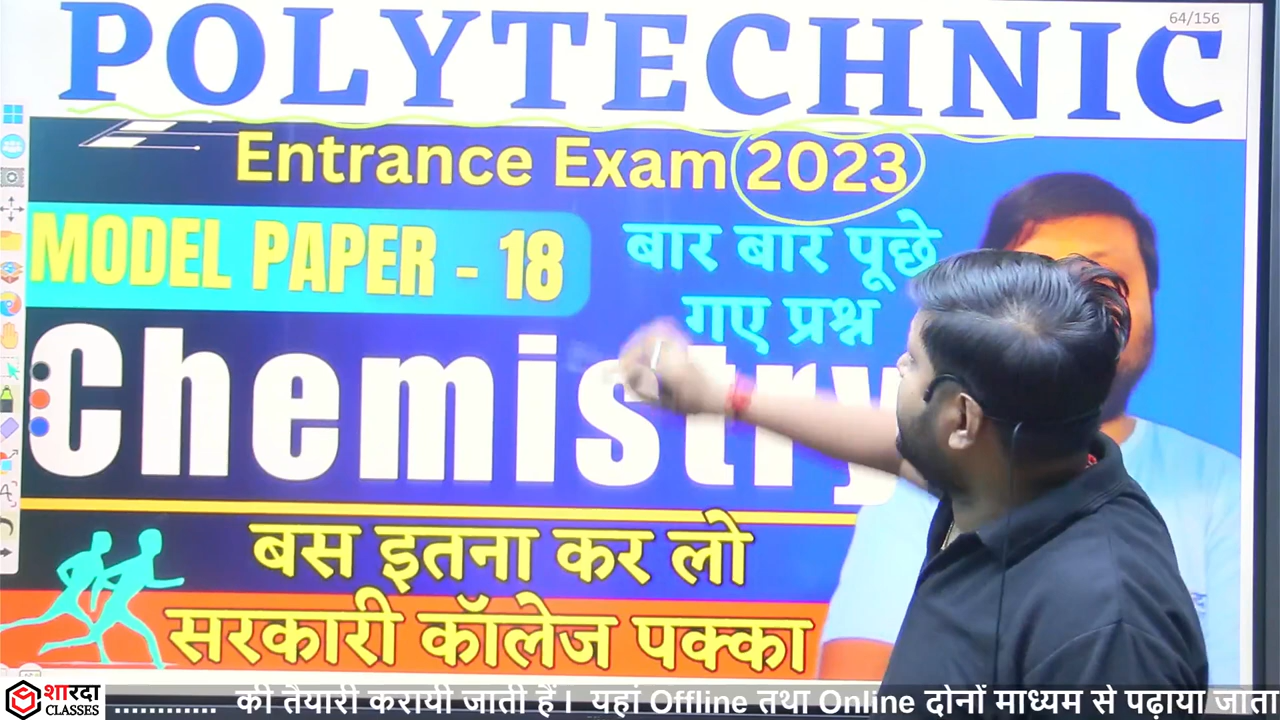 64/156
POLYTECHNIC
Entrance Exam 2023
MODEL PAPER - 18
बार बार पूछे
गए प्रश्न
Chemistry
बस इतना कर लो
सरकारी कॉलेज पक्का
शारदा
CLASSES
............ की तैयारी करायी जाती हैं। यहां Offline तथा Online दोनों माध्यम से पढ़ाया जाता